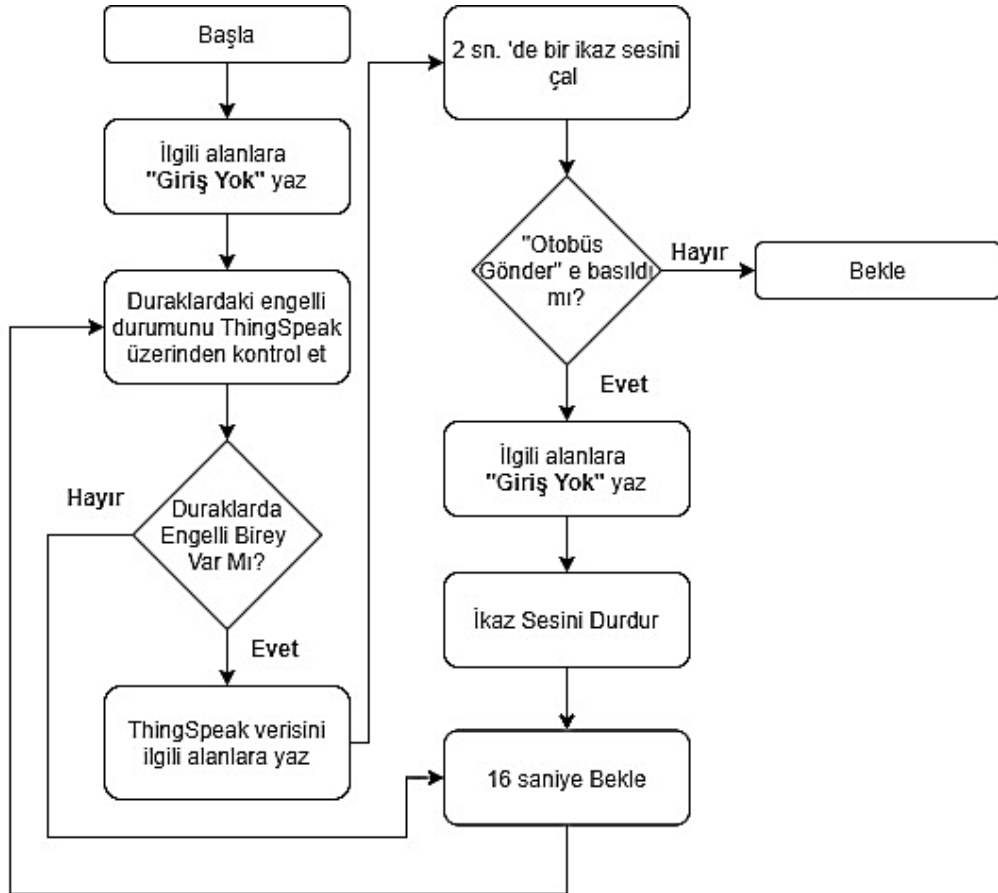 Başla
İlgili alanlara
"Giriş Yok" yaz
Duraklardaki engelli
durumunu ThingSpeak
üzerinden kontrol et
Hayır
Duraklarda
Engelli Birey
Var Mı?
Evet
ThingSpeak verisini
ilgili alanlara yaz
2 sn. 'de bir ikaz sesini
çal
"Otobüs
Gönder" e basıldı
mı?
Hayır
Bekle
Evet
İlgili alanlara
"Giriş Yok" yaz
İkaz Sesini Durdur
16 saniye Bekle